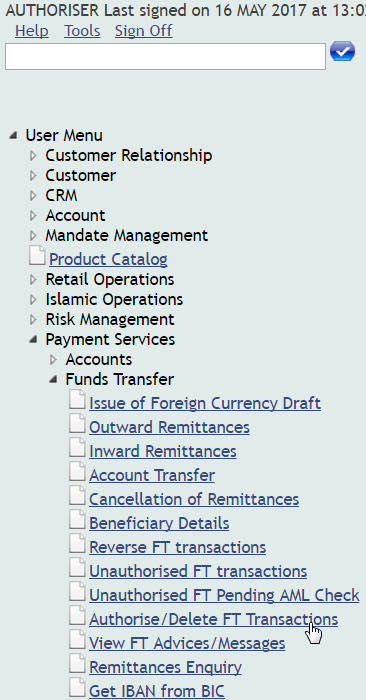 AUTHORISER Last signed on 16 MAY 2017 at 13:0
Help Tools Sign Off
User Menu
Customer Relationship
Customer
CRM
Account
Mandate Management
Product Catalog
Retail Operations
Islamic Operations
Risk Management
Payment Services
Accounts
Funds Transfer
Issue of Foreign Currency Draft
Outward Remittances
Inward Remittances
Account Transfer
Cancellation of Remittances
Beneficiary Details
Reverse FT transactions
Unauthorised FT transactions
Unauthorised FT Pending AML Check
Authorise/Delete FT Transactions
View FT Advices/Messages
Remittances Enquiry
Get IBAN from BIC